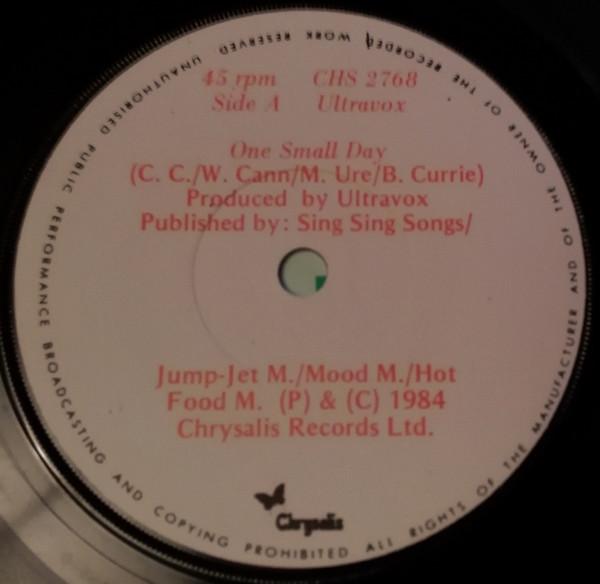 45 rpm CHS 2768
Side A Ultravox
One Small Day
(C. C./W. Cann/M. Ure/B. Currie)
Produced by Ultravox
Published by: Sing Sing Songs/
Jump-Jet M./Mood M./Hot
Food M. (P) & (C) 1984
Chrysalis Records Ltd.
Chrysalis
ALL RIGHTS OF THE MANUFACTURER AND OF THE OWNER OF THE RECORDED WORK RESERVED UNAUTHORISED PUBLIC PERFORMANCE BROADCASTING AND COPYING PROHIBITED